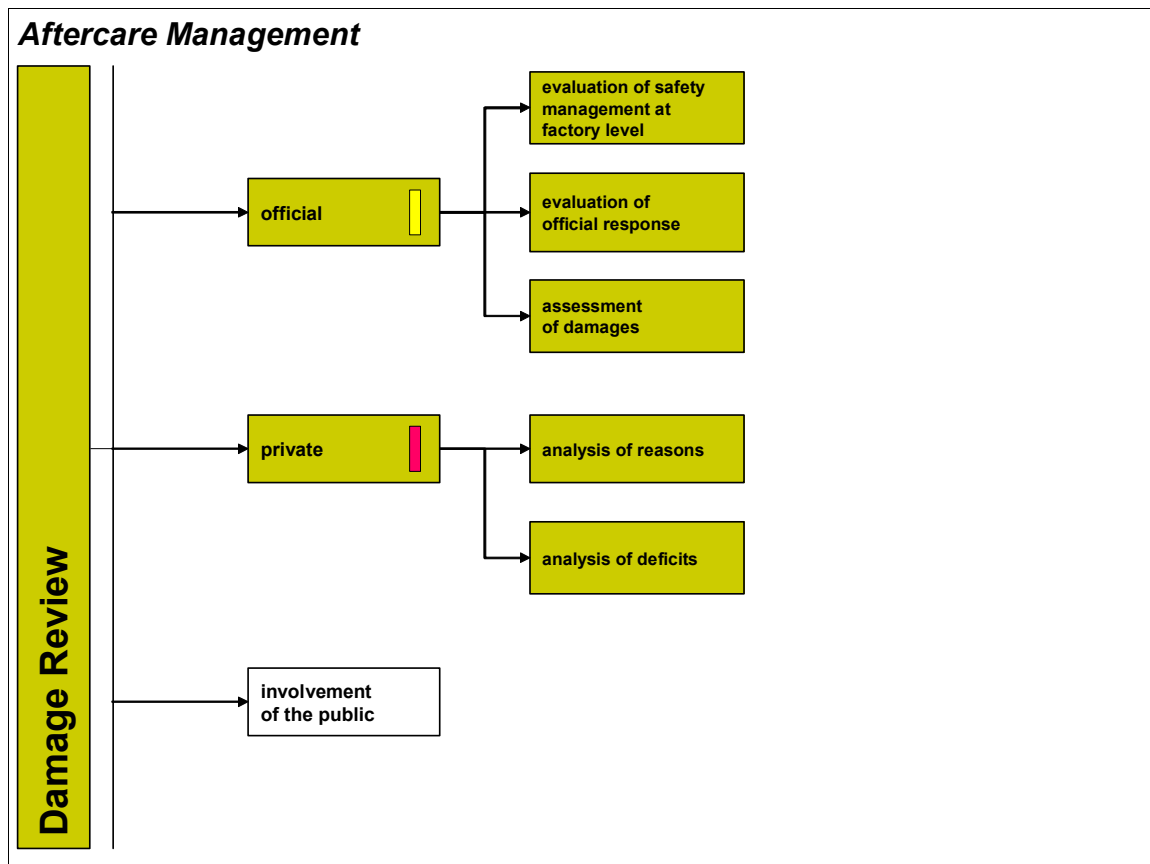 Aftercare Management
Damage Review
official
evaluation of safety
management at
factory level
evaluation of
official response
assessment
of damages
private
analysis of reasons
analysis of deficits
involvement
of the public